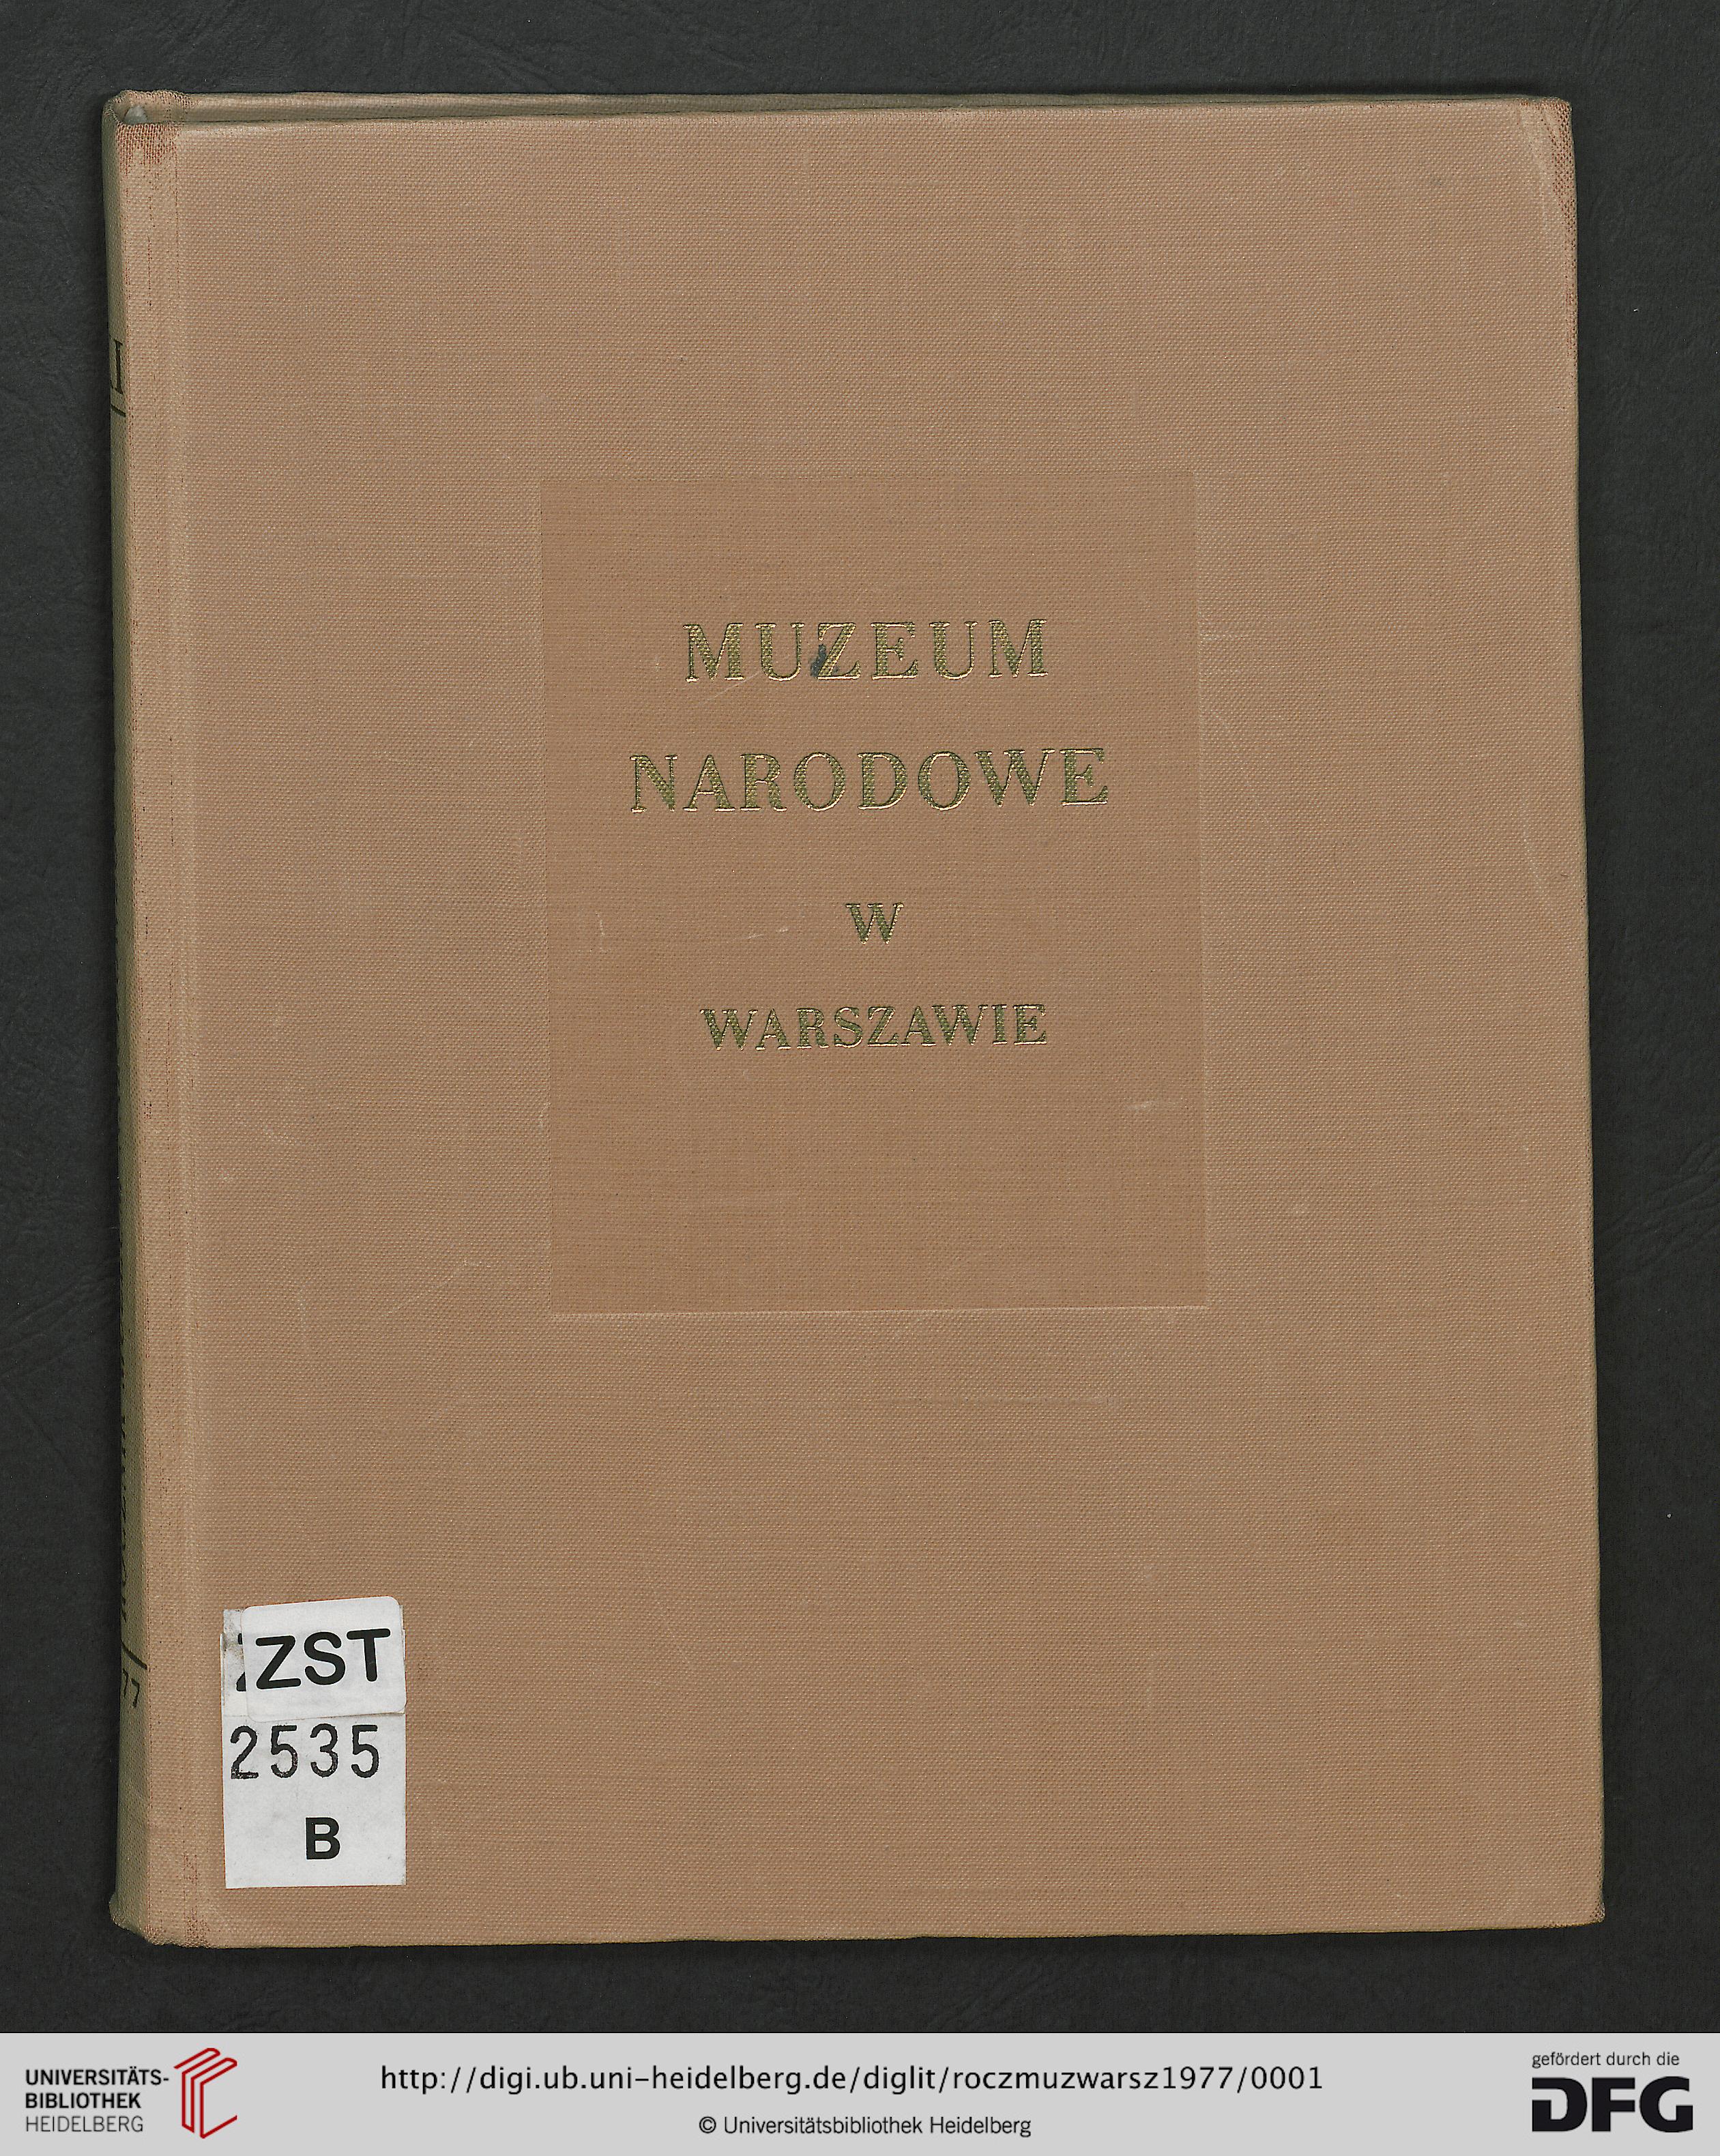 MUZEUM
NARODOWE
W
WARSZAWIE
77
ZST
2535
B
UNIVERSITÄTS-
BIBLIOTHEK
HEIDELBERG
http://digi.ub.uni-heidelberg.de/diglit/roczmuzwarsz1977/0001
© Universitätsbibliothek Heidelberg
gefördert durch die
DFG